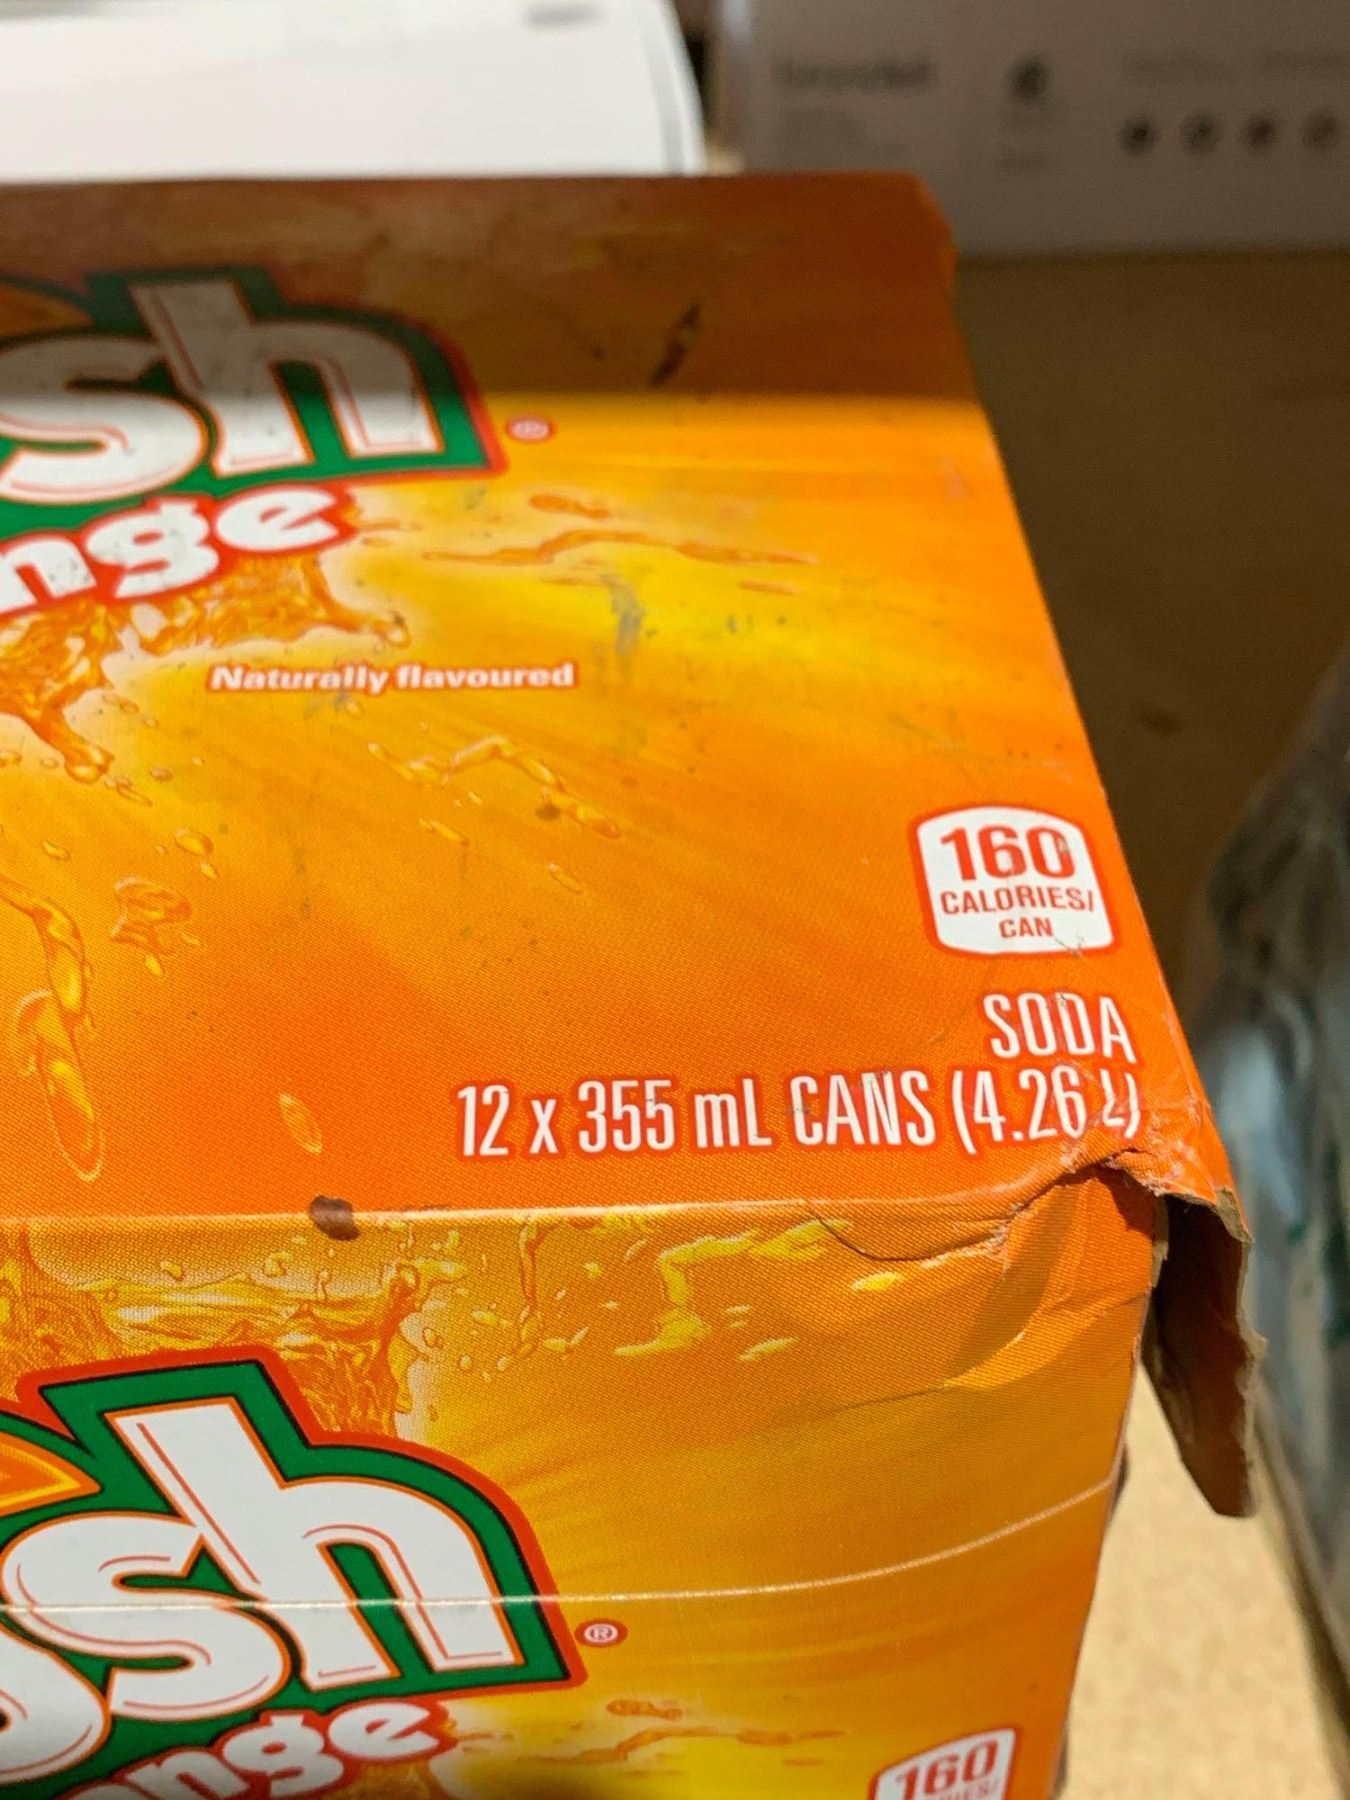 sh®
nge
Naturally flavoured
160
CALORIES/
CAN
SODA
12 x 355 mL CANS (4.26 L)
sh®
nge
160